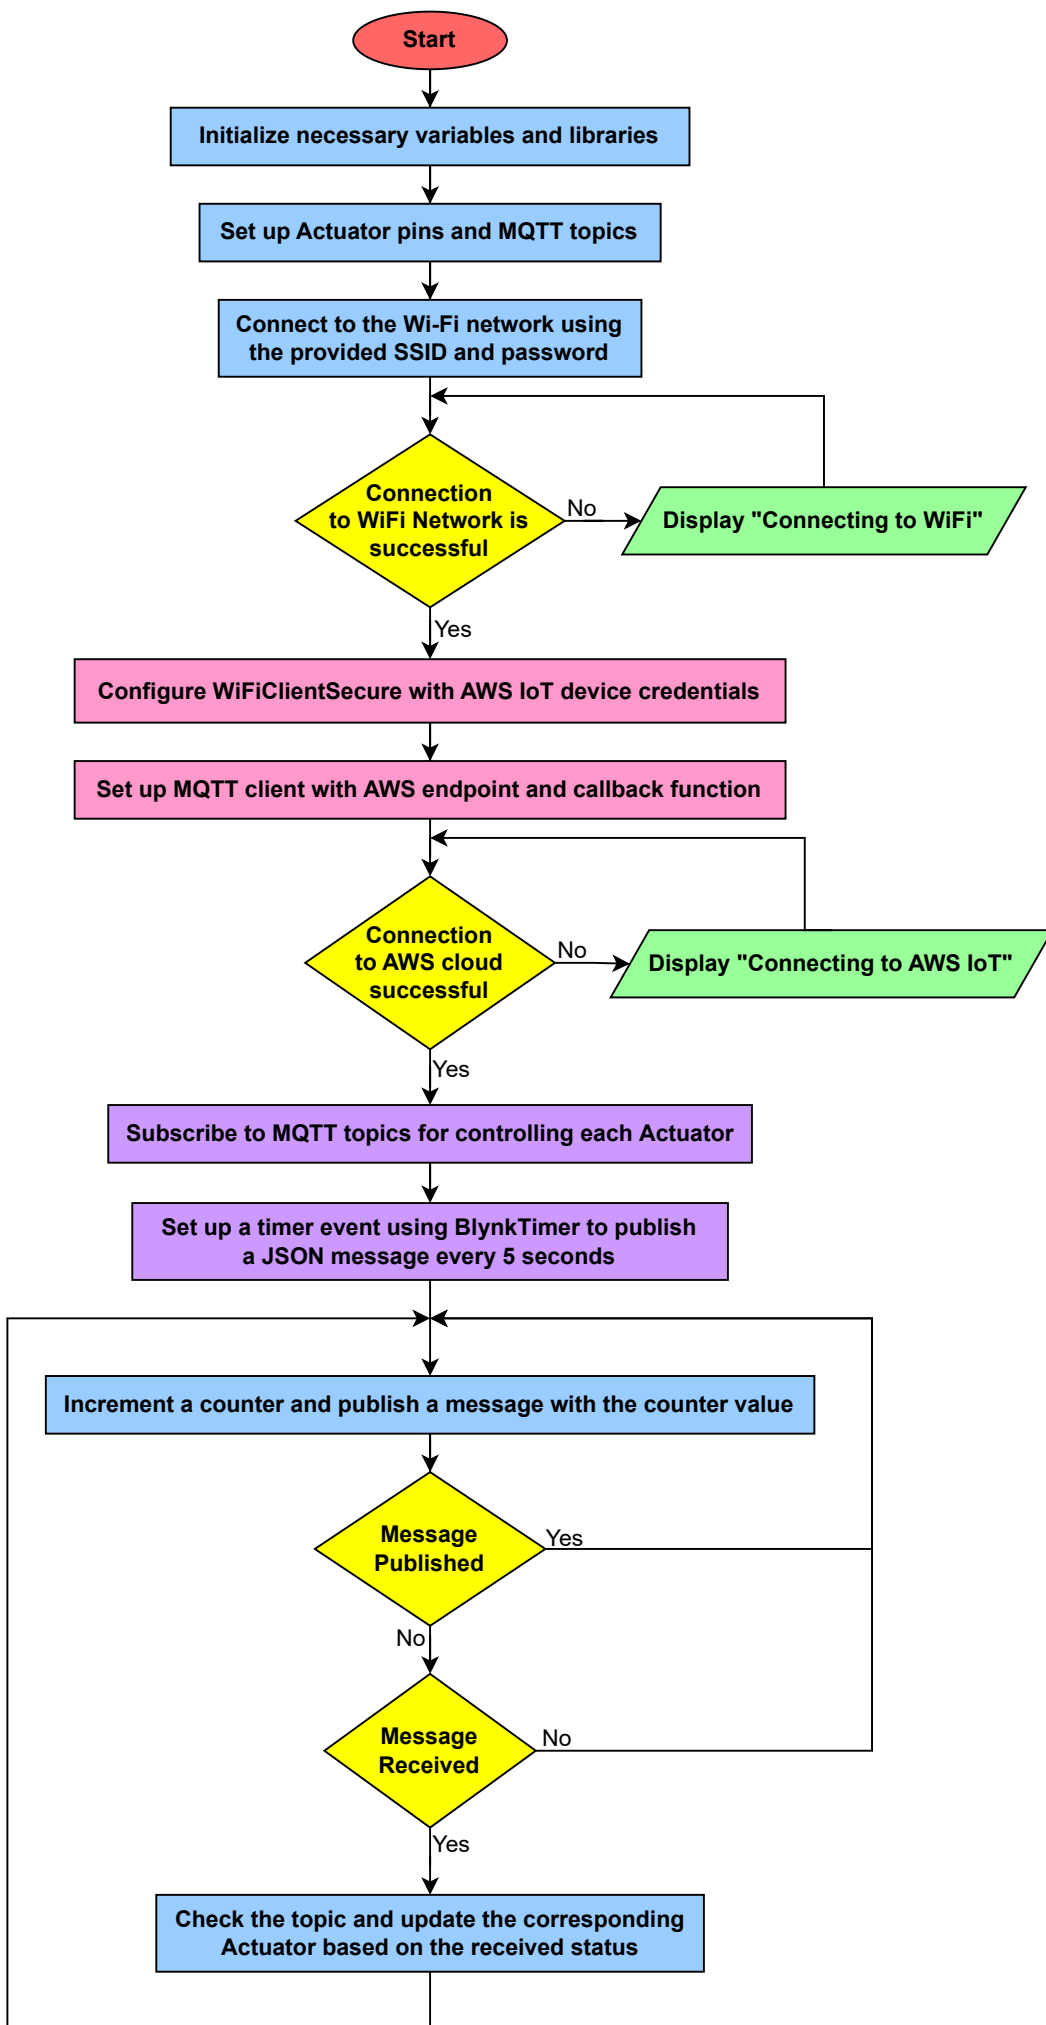 Start
Initialize necessary variables and libraries
Set up Actuator pins and MQTT topics
Connect to the Wi-Fi network using
the provided SSID and password
Connection
to WiFi Network is
successful
No
Display "Connecting to WiFi"
Yes
Configure WiFiClientSecure with AWS IoT device credentials
Set up MQTT client with AWS endpoint and callback function
Connection
to AWS cloud
successful
No
Display "Connecting to AWS IoT"
Yes
Subscribe to MQTT topics for controlling each Actuator
Set up a timer event using BlynkTimer to publish
a JSON message every 5 seconds
Increment a counter and publish a message with the counter value
Message
Published
Yes
No
Message
Received
No
Yes
Check the topic and update the corresponding
Actuator based on the received status